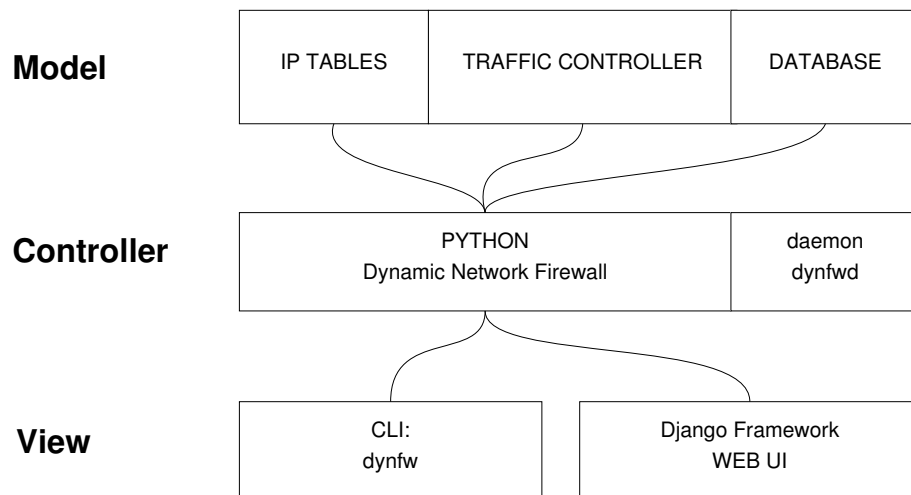 Model
IP TABLES
TRAFFIC CONTROLLER
DATABASE
Controller
PYTHON
Dynamic Network Firewall
daemon
dynfwd
View
CLI:
dynfw
Django Framework
WEB UI